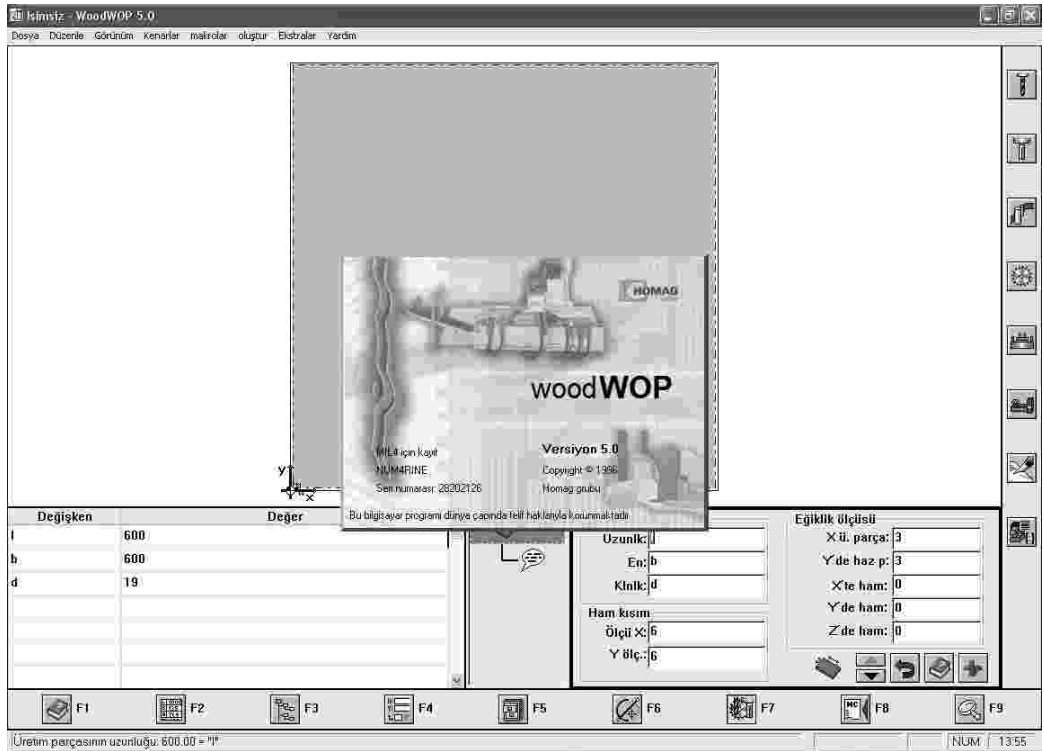 Isimsiz - WoodWOP 5.0
Dosya Düzenle Görünüm Kenarlar makrolar oluştur Ekstralar Yardım
HOMAG
woodWOP
MIL4 için kayıt
NUM4RINE
Seri numarası: 28202126
Versiyon 5.0
Copyright © 1996
Homag grubu
Bu bilgisayar programı dünya çapında telif haklarıyla korunmaktadır
y
x
Değişken Değer
l 600
b 600
d 19
Uzunlk: l
En: b
Klnlk: d
Ham kısım
Ölçü X: 6
Y ölç.: 6
Eğiklik ölçüsü
X ü. parça: 3
Y'de haz p: 3
X'te ham: 0
Y'de ham: 0
Z'de ham: 0
F1 F2 F3 F4 F5 F6 F7 F8 F9
NC
Üretim parçasının uzunluğu: 600.00 = "l"
NUM 13:55